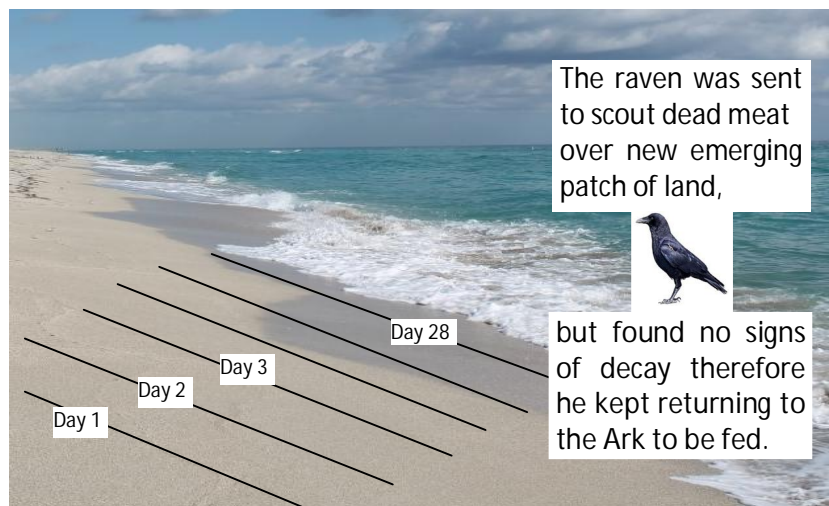 The raven was sent
to scout dead meat
over new emerging
patch of land,
but found no signs
of decay therefore
he kept returning to
the Ark to be fed.
Day 28
Day 3
Day 2
Day 1